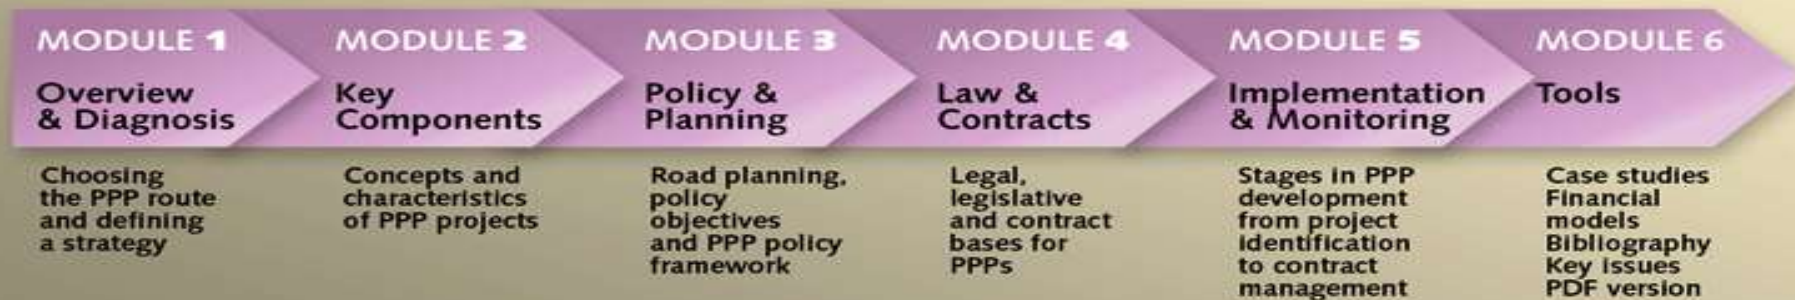 MODULE 1
Overview
& Diagnosis
Choosing
the PPP route
and defining
a strategy
MODULE 2
Key
Components
Concepts and
characteristics
of PPP projects
MODULE 3
Policy &
Planning
Road planning,
policy
objectives
and PPP policy
framework
MODULE 4
Law &
Contracts
Legal,
legislative
and contract
bases for
PPPs
MODULE 5
Implementation
& Monitoring
Stages in PPP
development
from project
identification
to contract
management
MODULE 6
Tools
Case studies
Financial
models
Bibliography
Key issues
PDF version